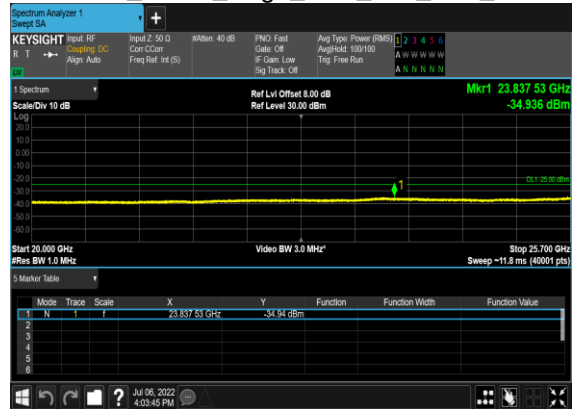 Spectrum Analyzer 1
Swept SA
KEYSIGHT Input: RF Input Z: 50 Ω #Atten: 40 dB PNO: Fast Avg Type: Power (RMS) 1 2 3 4 5 6
R T Coupling: DC Corr CCorr Gate: Off Avg|Hold: 100/100 A W W W W W
Align: Auto Freq Ref: Int (S) IF Gain: Low Trig: Free Run A N N N N N
Sig Track: Off
1 Spectrum
Ref Lvl Offset 8.00 dB Mkr1 23.837 53 GHz
Scale/Div 10 dB Ref Level 30.00 dBm -34.936 dBm
Log
20.0
10.0
0.00
-10.0
-20.0
DL1 -25.00 dBm
-30.0
1
-40.0
-50.0
-60.0
Start 20.000 GHz Video BW 3.0 MHz* Stop 25.700 GHz
#Res BW 1.0 MHz Sweep ~11.8 ms (40001 pts)
5 Marker Table
Mode Trace Scale X Y Function Function Width Function Value
1 N 1 f 23.837 53 GHz -34.94 dBm
2
3
4
5
6
? Jul 06, 2022
4:03:45 PM